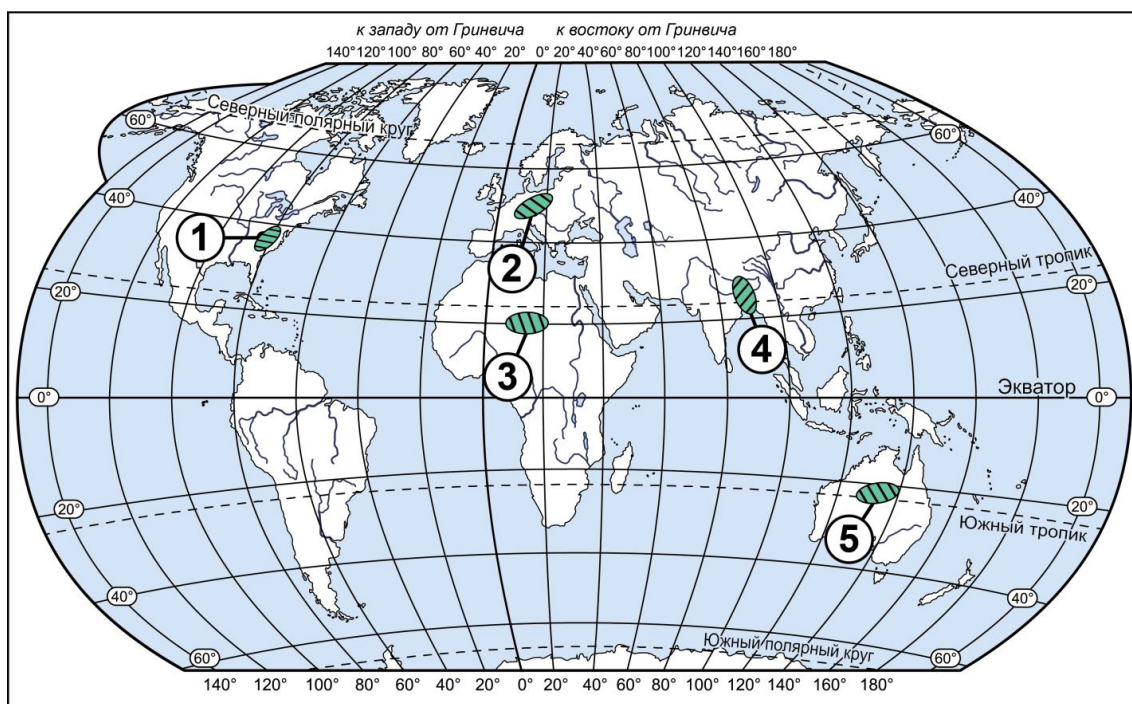 к западу от Гринвича к востоку от Гринвича
140° 120° 100° 80° 60° 40° 20° 0° 20° 40° 60° 80° 100° 120° 140° 160° 180°
Северный полярный круг
60° 60°
40° 40°
1
2
Северный тропик
20° 20°
3
4
Экватор
0° 0°
20° 20°
Южный тропик
5
40° 40°
Южный полярный круг
60° 60°
140° 120° 100° 80° 60° 40° 20° 0° 20° 40° 60° 80° 100° 120° 140° 160° 180°